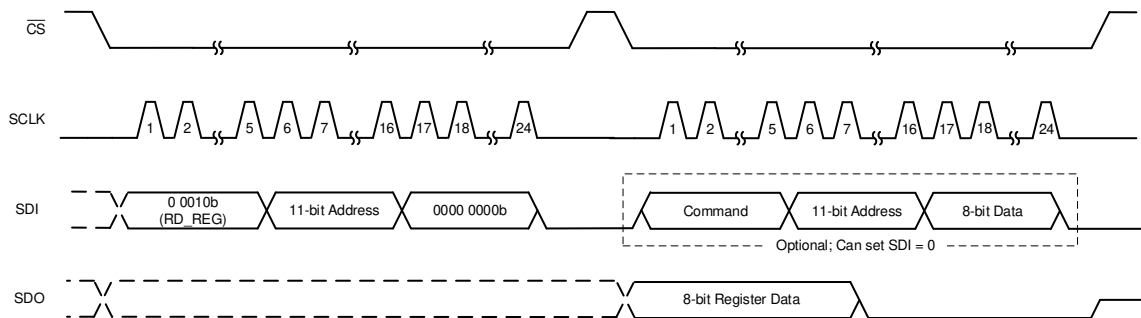 CS
SCLK
1 2 5 6 7 16 17 18 24 1 2 5 6 7 16 17 18 24
SDI
0 0010b
(RD_REG)
11-bit Address
0000 0000b
Command
11-bit Address
8-bit Data
Optional; Can set SDI = 0
SDO
8-bit Register Data